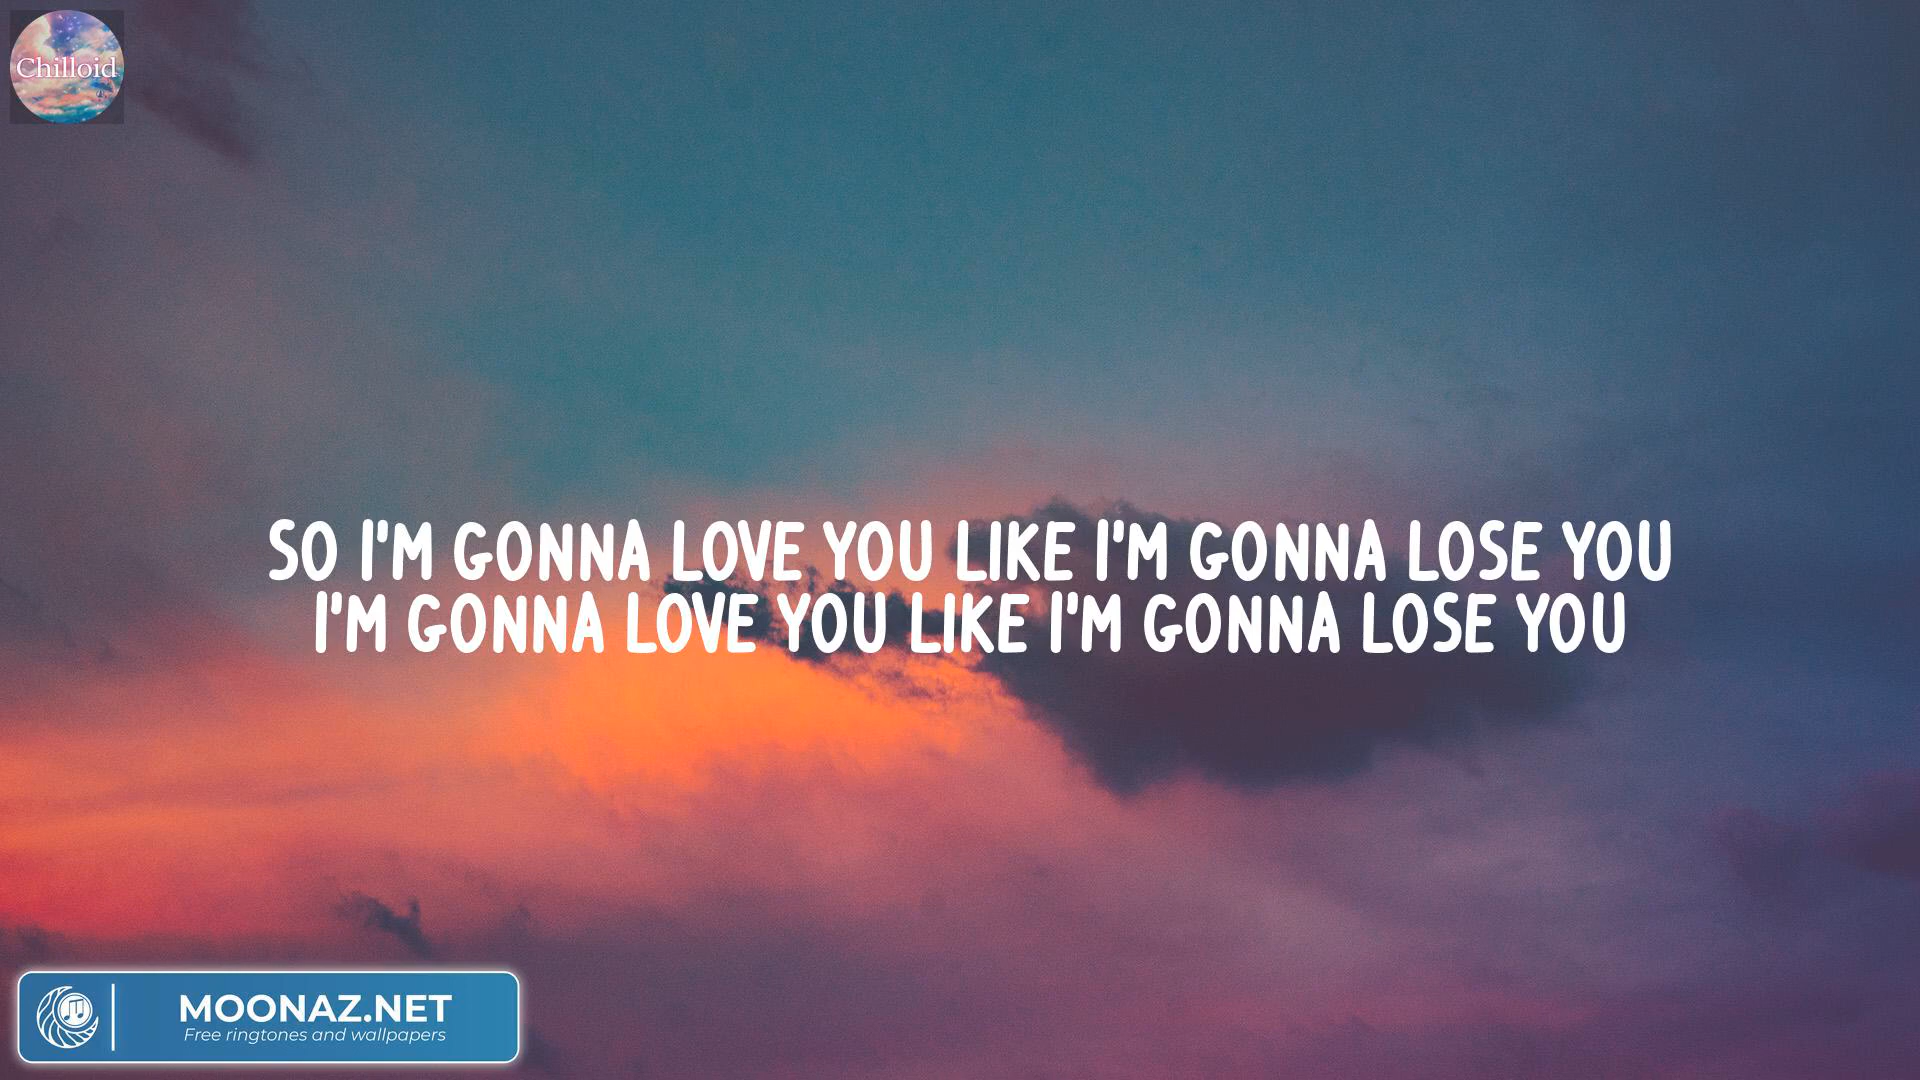 Chilloid
SO I'M GONNA LOVE YOU LIKE I'M GONNA LOSE YOU
I'M GONNA LOVE YOU LIKE I'M GONNA LOSE YOU
MOONAZ.NET
Free ringtones and wallpapers